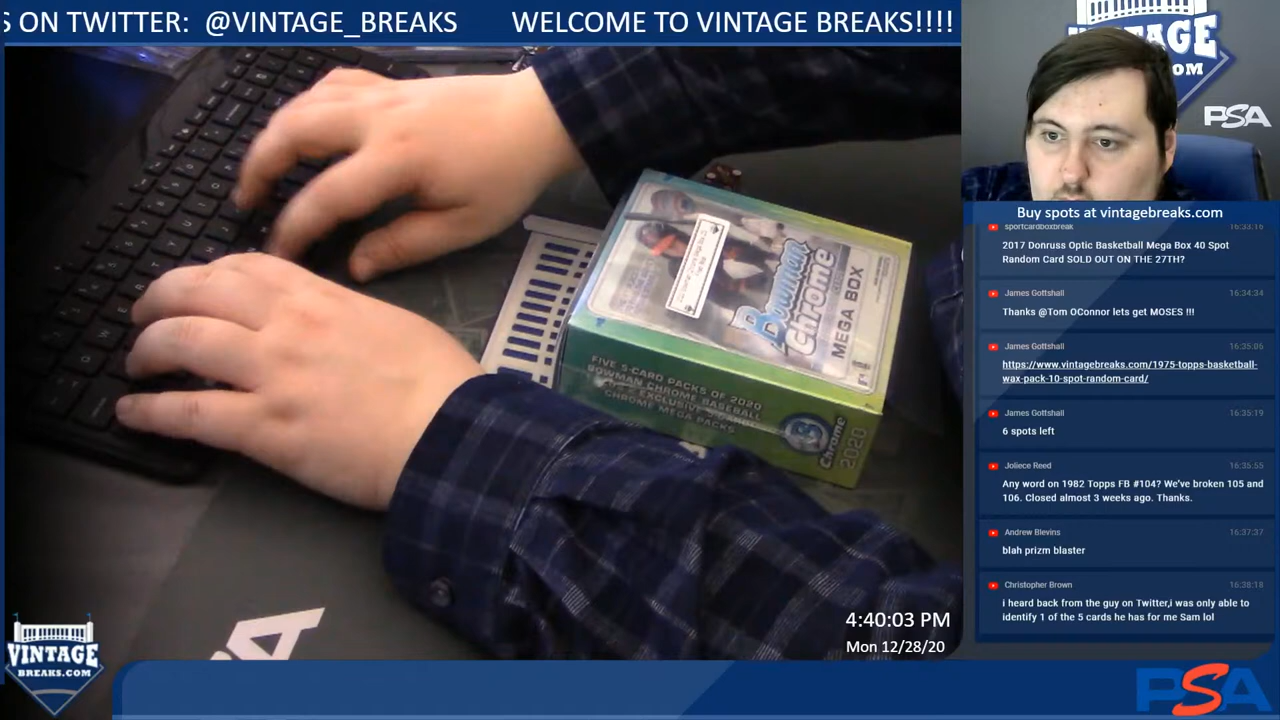 S ON TWITTER: @VINTAGE_BREAKS WELCOME TO VINTAGE BREAKS!!!!
VINTAGE
.COM
PSA
Buy spots at vintagebreaks.com
sportcardboxbreak 16:33:16
2017 Donruss Optic Basketball Mega Box 40 Spot
Random Card SOLD OUT ON THE 27TH?
James Gottshall 16:34:34
Thanks @Tom OConnor lets get MOSES !!!
James Gottshall 16:35:05
https://www.vintagebreaks.com/1975-topps-basketball-
wax-pack-10-spot-random-card/
James Gottshall 16:35:19
6 spots left
Joliece Reed 16:35:55
Any word on 1982 Topps FB #104? We've broken 105 and
106. Closed almost 3 weeks ago. Thanks.
Andrew Blevins 16:37:37
blah prizm blaster
Christopher Brown 16:38:18
i heard back from the guy on Twitter,i was only able to
identify 1 of the 5 cards he has for me Sam lol
Bowman
Chrome
MEGA BOX
FIVE 5-CARD PACKS OF 2020
BOWMAN CHROME BASEBALL
CHROME MEGA PACKS
Chrome
2020
4:40:03 PM
Mon 12/28/20
VINTAGE
BREAKS.COM
PSA